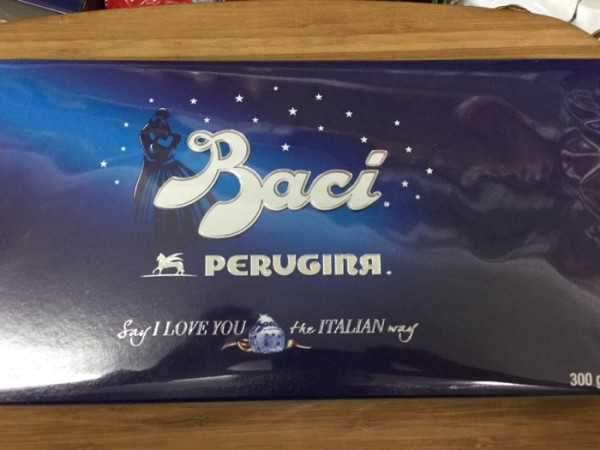 Baci
PERUGINA.
Say I LOVE YOU the ITALIAN way
300 g